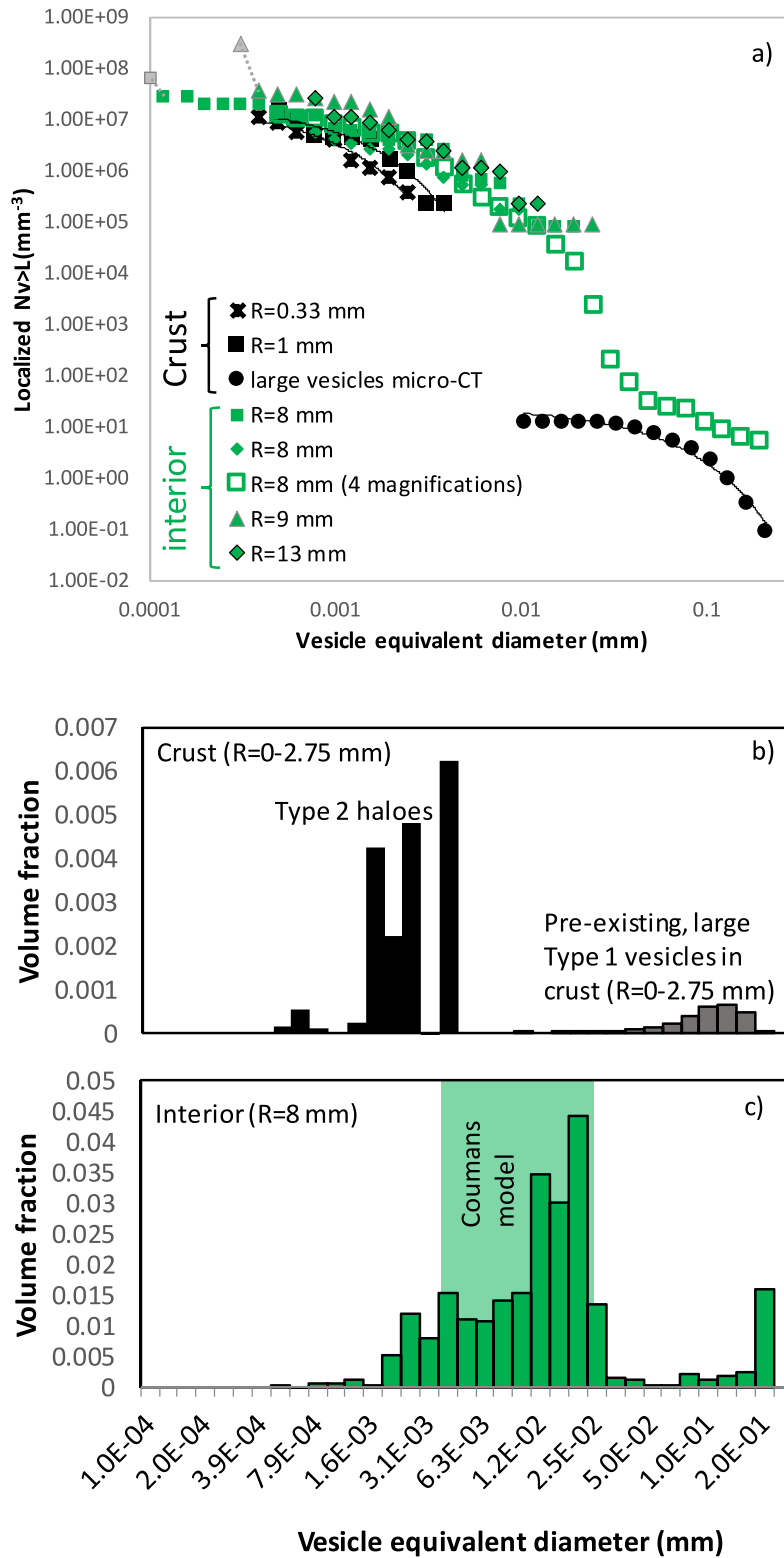 a)
1.00E+09
1.00E+08
1.00E+07
1.00E+06
1.00E+05
1.00E+04
1.00E+03
1.00E+02
1.00E+01
1.00E+00
1.00E-01
1.00E-02
Localized Nv>L(mm⁻³)
Crust
R=0.33 mm
R=1 mm
large vesicles micro-CT
interior
R=8 mm
R=8 mm
R=8 mm (4 magnifications)
R=9 mm
R=13 mm
0.0001 0.001 0.01 0.1
Vesicle equivalent diameter (mm)
0.007
0.006
0.005
0.004
0.003
0.002
0.001
0
Volume fraction
Crust (R=0-2.75 mm)
b)
Type 2 haloes
Pre-existing, large
Type 1 vesicles in
crust (R=0-2.75 mm)
0.05
0.045
0.04
0.035
0.03
0.025
0.02
0.015
0.01
0.005
0
Volume fraction
Interior (R=8 mm)
c)
Coumans
model
1.0E-04 2.0E-04 3.9E-04 7.9E-04 1.6E-03 3.1E-03 6.3E-03 1.2E-02 2.5E-02 5.0E-02 1.0E-01 2.0E-01
Vesicle equivalent diameter (mm)